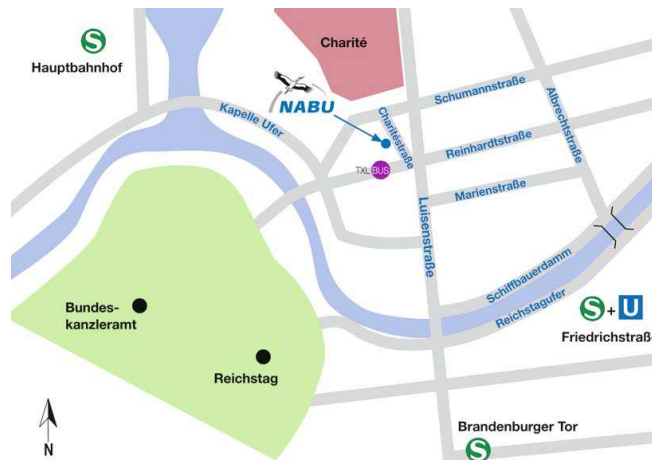 S
Hauptbahnhof
Charité
NABU
Kapelle Ufer
Schumannstraße
Charitéstraße
Albrechtstraße
Reinhardtstraße
TXL BUS
Marienstraße
Luisenstraße
Schiffbauerdamm
Reichstagufer
Bundes-
kanzleramt
Reichstag
S + U
Friedrichstraß
Brandenburger Tor
S
N